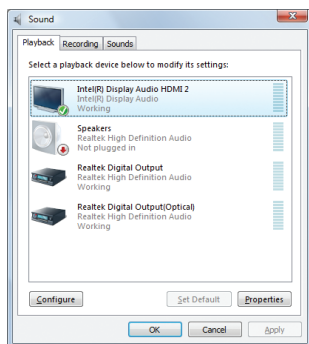 Sound
Playback Recording Sounds
Select a playback device below to modify its settings:
Intel(R) Display Audio HDMI 2
Intel(R) Display Audio
Working
Speakers
Realtek High Definition Audio
Not plugged in
Realtek Digital Output
Realtek High Definition Audio
Working
Realtek Digital Output(Optical)
Realtek High Definition Audio
Working
Configure Set Default Properties
OK Cancel Apply